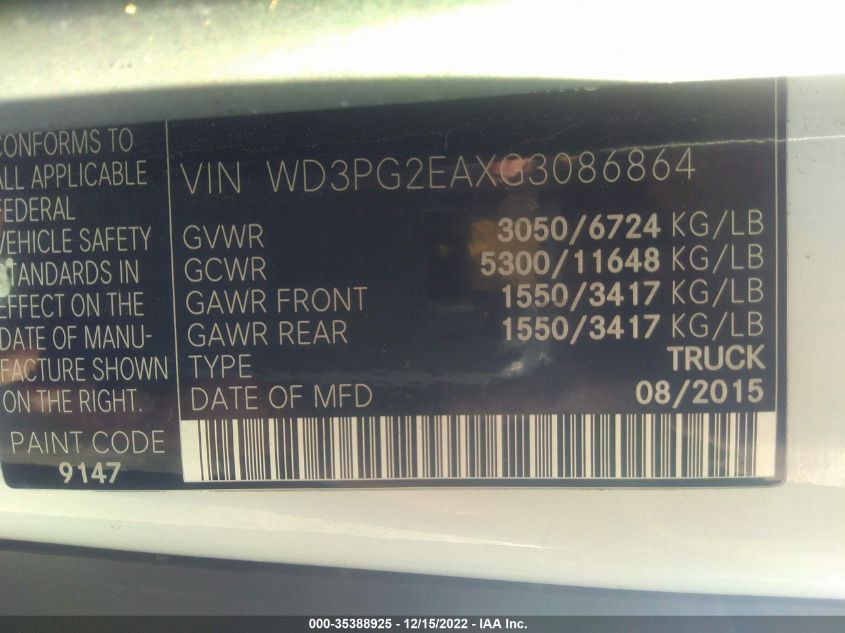 CONFORMS TO
ALL APPLICABLE
FEDERAL
VEHICLE SAFETY
STANDARDS IN
EFFECT ON THE
DATE OF MANU-
FACTURE SHOWN
ON THE RIGHT.
PAINT CODE
9147
VIN WD3PG2EAXG3086864
GVWR 3050/6724 KG/LB
GCWR 5300/11648 KG/LB
GAWR FRONT 1550/3417 KG/LB
GAWR REAR 1550/3417 KG/LB
TYPE TRUCK
DATE OF MFD 08/2015
000-35388925 - 12/15/2022 - IAA Inc.